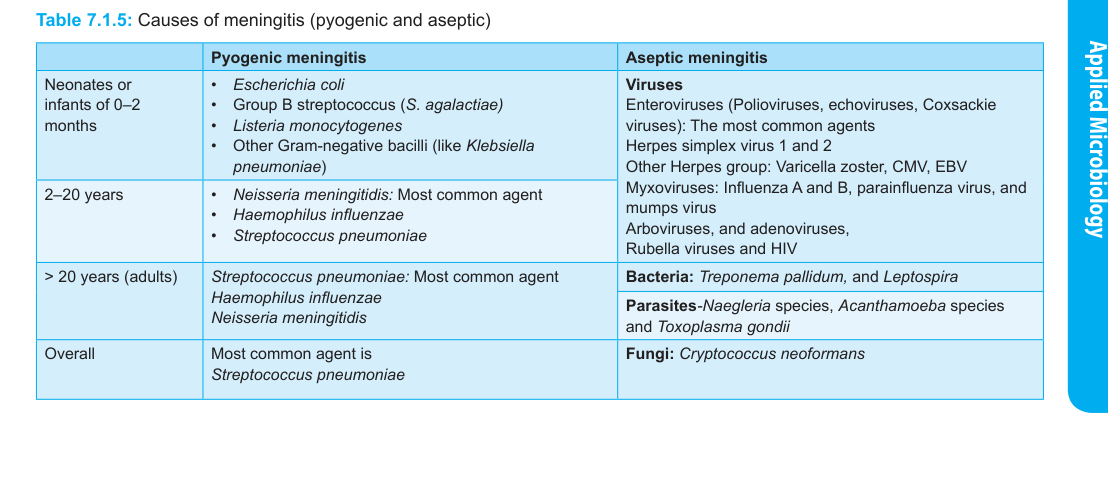 Table 7.1.5: Causes of meningitis (pyogenic and aseptic)
Pyogenic meningitis
Aseptic meningitis
Neonates or
infants of 0–2
months
• Escherichia coli
• Group B streptococcus (S. agalactiae)
• Listeria monocytogenes
• Other Gram-negative bacilli (like Klebsiella
pneumoniae)
Viruses
Enteroviruses (Polioviruses, echoviruses, Coxsackie
viruses): The most common agents
Herpes simplex virus 1 and 2
Other Herpes group: Varicella zoster, CMV, EBV
Myxoviruses: Influenza A and B, parainfluenza virus, and
mumps virus
Arboviruses, and adenoviruses,
Rubella viruses and HIV
2–20 years
• Neisseria meningitidis: Most common agent
• Haemophilus influenzae
• Streptococcus pneumoniae
> 20 years (adults)
Streptococcus pneumoniae: Most common agent
Haemophilus influenzae
Neisseria meningitidis
Bacteria: Treponema pallidum, and Leptospira
Parasites-Naegleria species, Acanthamoeba species
and Toxoplasma gondii
Overall
Most common agent is
Streptococcus pneumoniae
Fungi: Cryptococcus neoformans
Applied Microbiology